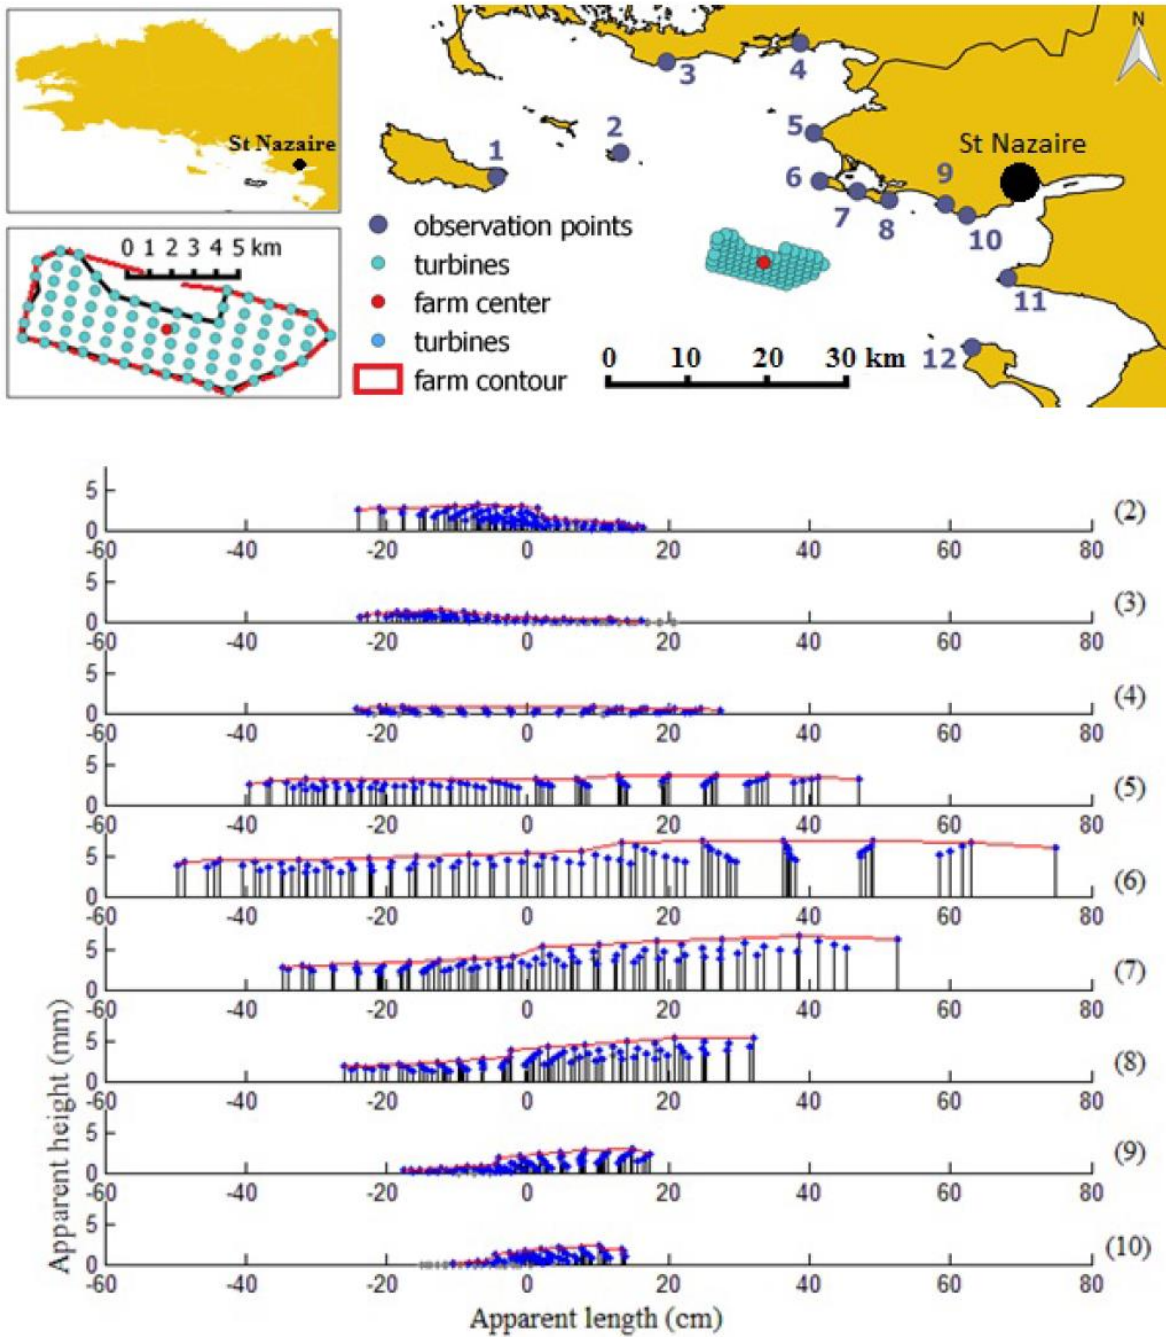 St Nazaire
0 1 2 3 4 5 km
N
1
2
3
4
5
6
7
8
9
10
11
12
St Nazaire
observation points
turbines
farm center
turbines
farm contour
0 10 20 30 km
5
0
-60 -40 -20 0 20 40 60 80
(2)
5
0
-60 -40 -20 0 20 40 60 80
(3)
5
0
-60 -40 -20 0 20 40 60 80
(4)
5
0
-60 -40 -20 0 20 40 60 80
(5)
5
0
-60 -40 -20 0 20 40 60 80
(6)
5
0
-60 -40 -20 0 20 40 60 80
(7)
5
0
-60 -40 -20 0 20 40 60 80
(8)
5
0
-60 -40 -20 0 20 40 60 80
(9)
5
0
-60 -40 -20 0 20 40 60 80
(10)
Apparent height (mm)
Apparent length (cm)